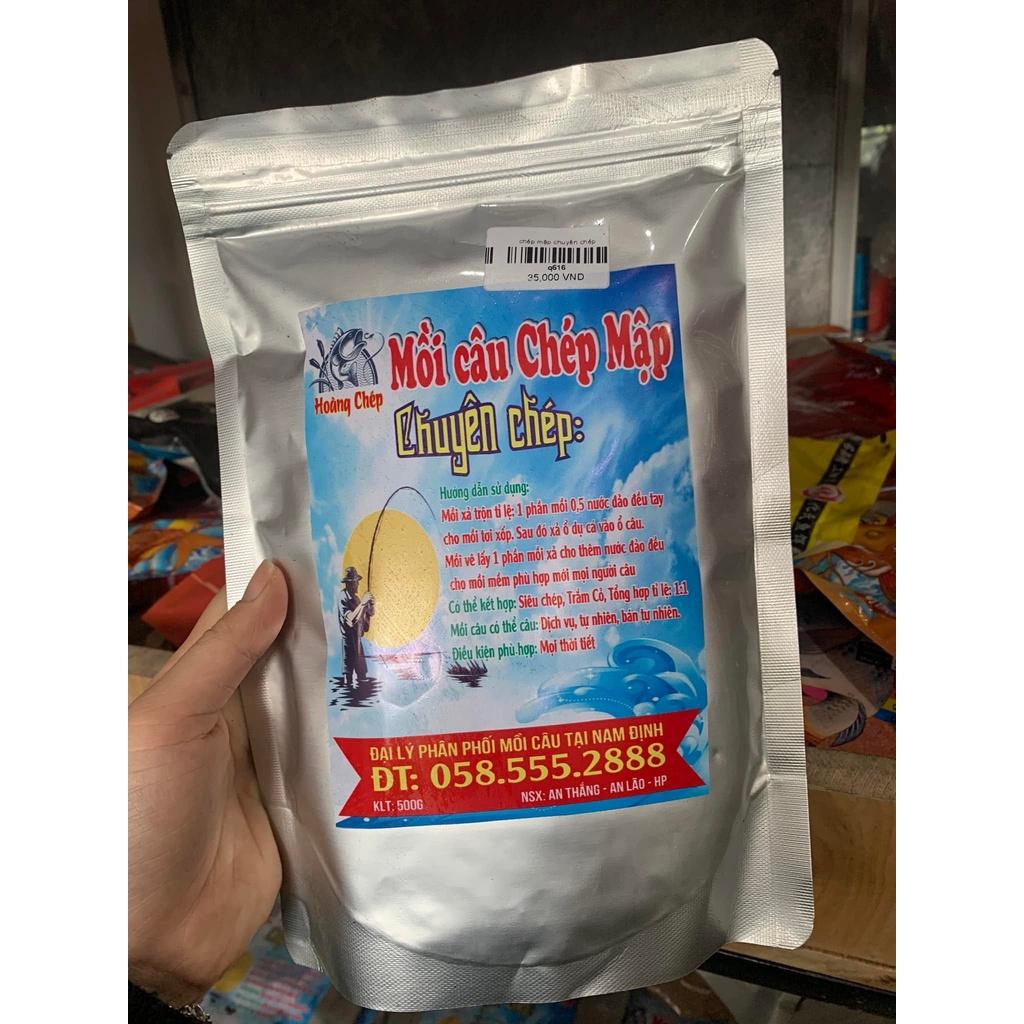 chép mập chuyên chép
q616
35,000 VND
Mồi câu Chép Mập
Hoàng Chép
Chuyên chép:
Hướng dẫn sử dụng:
Mồi xả trộn tỉ lệ: 1 phần mồi 0,5 nước đảo đều tay
cho mồi tơi xốp. Sau đó xả ổ dụ cá vào ổ câu.
Mồi vê lấy 1 phần mồi xả cho thêm nước đảo đều
cho mồi mềm phù hợp mới mọi người câu
Có thể kết hợp: Siêu chép, Trắm Cỏ, Tổng hợp tỉ lệ: 1:1
Mồi câu có thể câu: Dịch vụ, tự nhiên, bán tự nhiên.
Điều kiện phù hợp: Mọi thời tiết
ĐẠI LÝ PHÂN PHỐI MỒI CÂU TẠI NAM ĐỊNH
ĐT: 058.555.2888
KLT: 500G
NSX: AN THẮNG - AN LÃO - HP